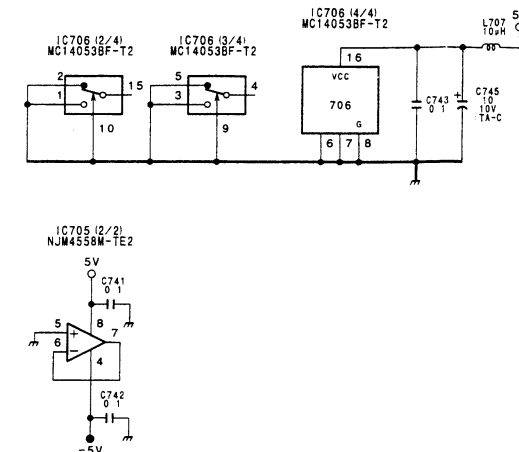 IC706 (2/4)
MC14053BF-T2
2
1
15
10
IC706 (3/4)
MC14053BF-T2
5
3
4
9
IC706 (4/4)
MC14053BF-T2
16
VCC
706
G
6 7 8
L707
10µH
5
C743
0 1
C745
10
10V
TA-C
IC705 (2/2)
NJM4558M-TE2
5V
C741
0 1
5
6
8
7
4
C742
0 1
-5V